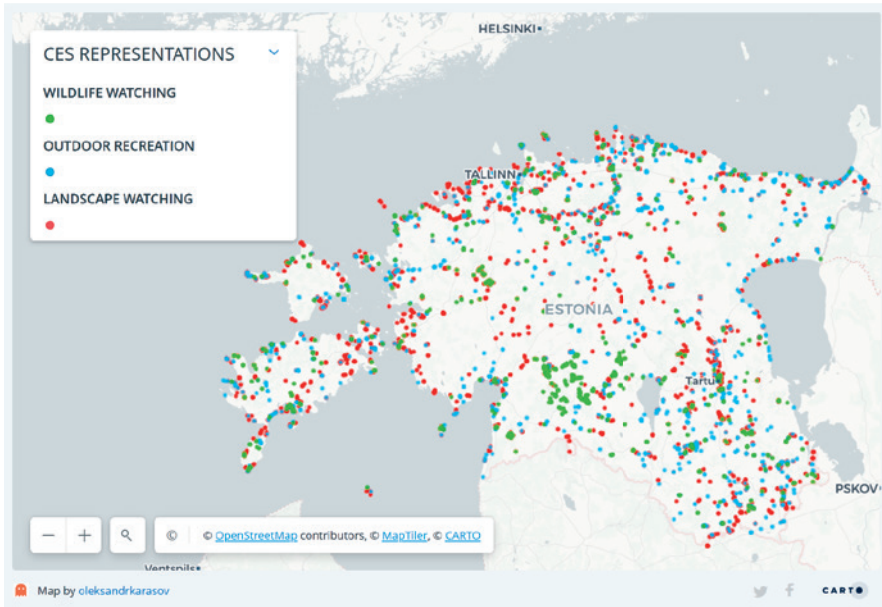 HELSINKI
CES REPRESENTATIONS
WILDLIFE WATCHING
OUTDOOR RECREATION
LANDSCAPE WATCHING
TALLINN
ESTONIA
Tartu
PSKOV
− + © © OpenStreetMap contributors, © MapTiler, © CARTO
Ventspils
Map by oleksandrkarasov
CARTO